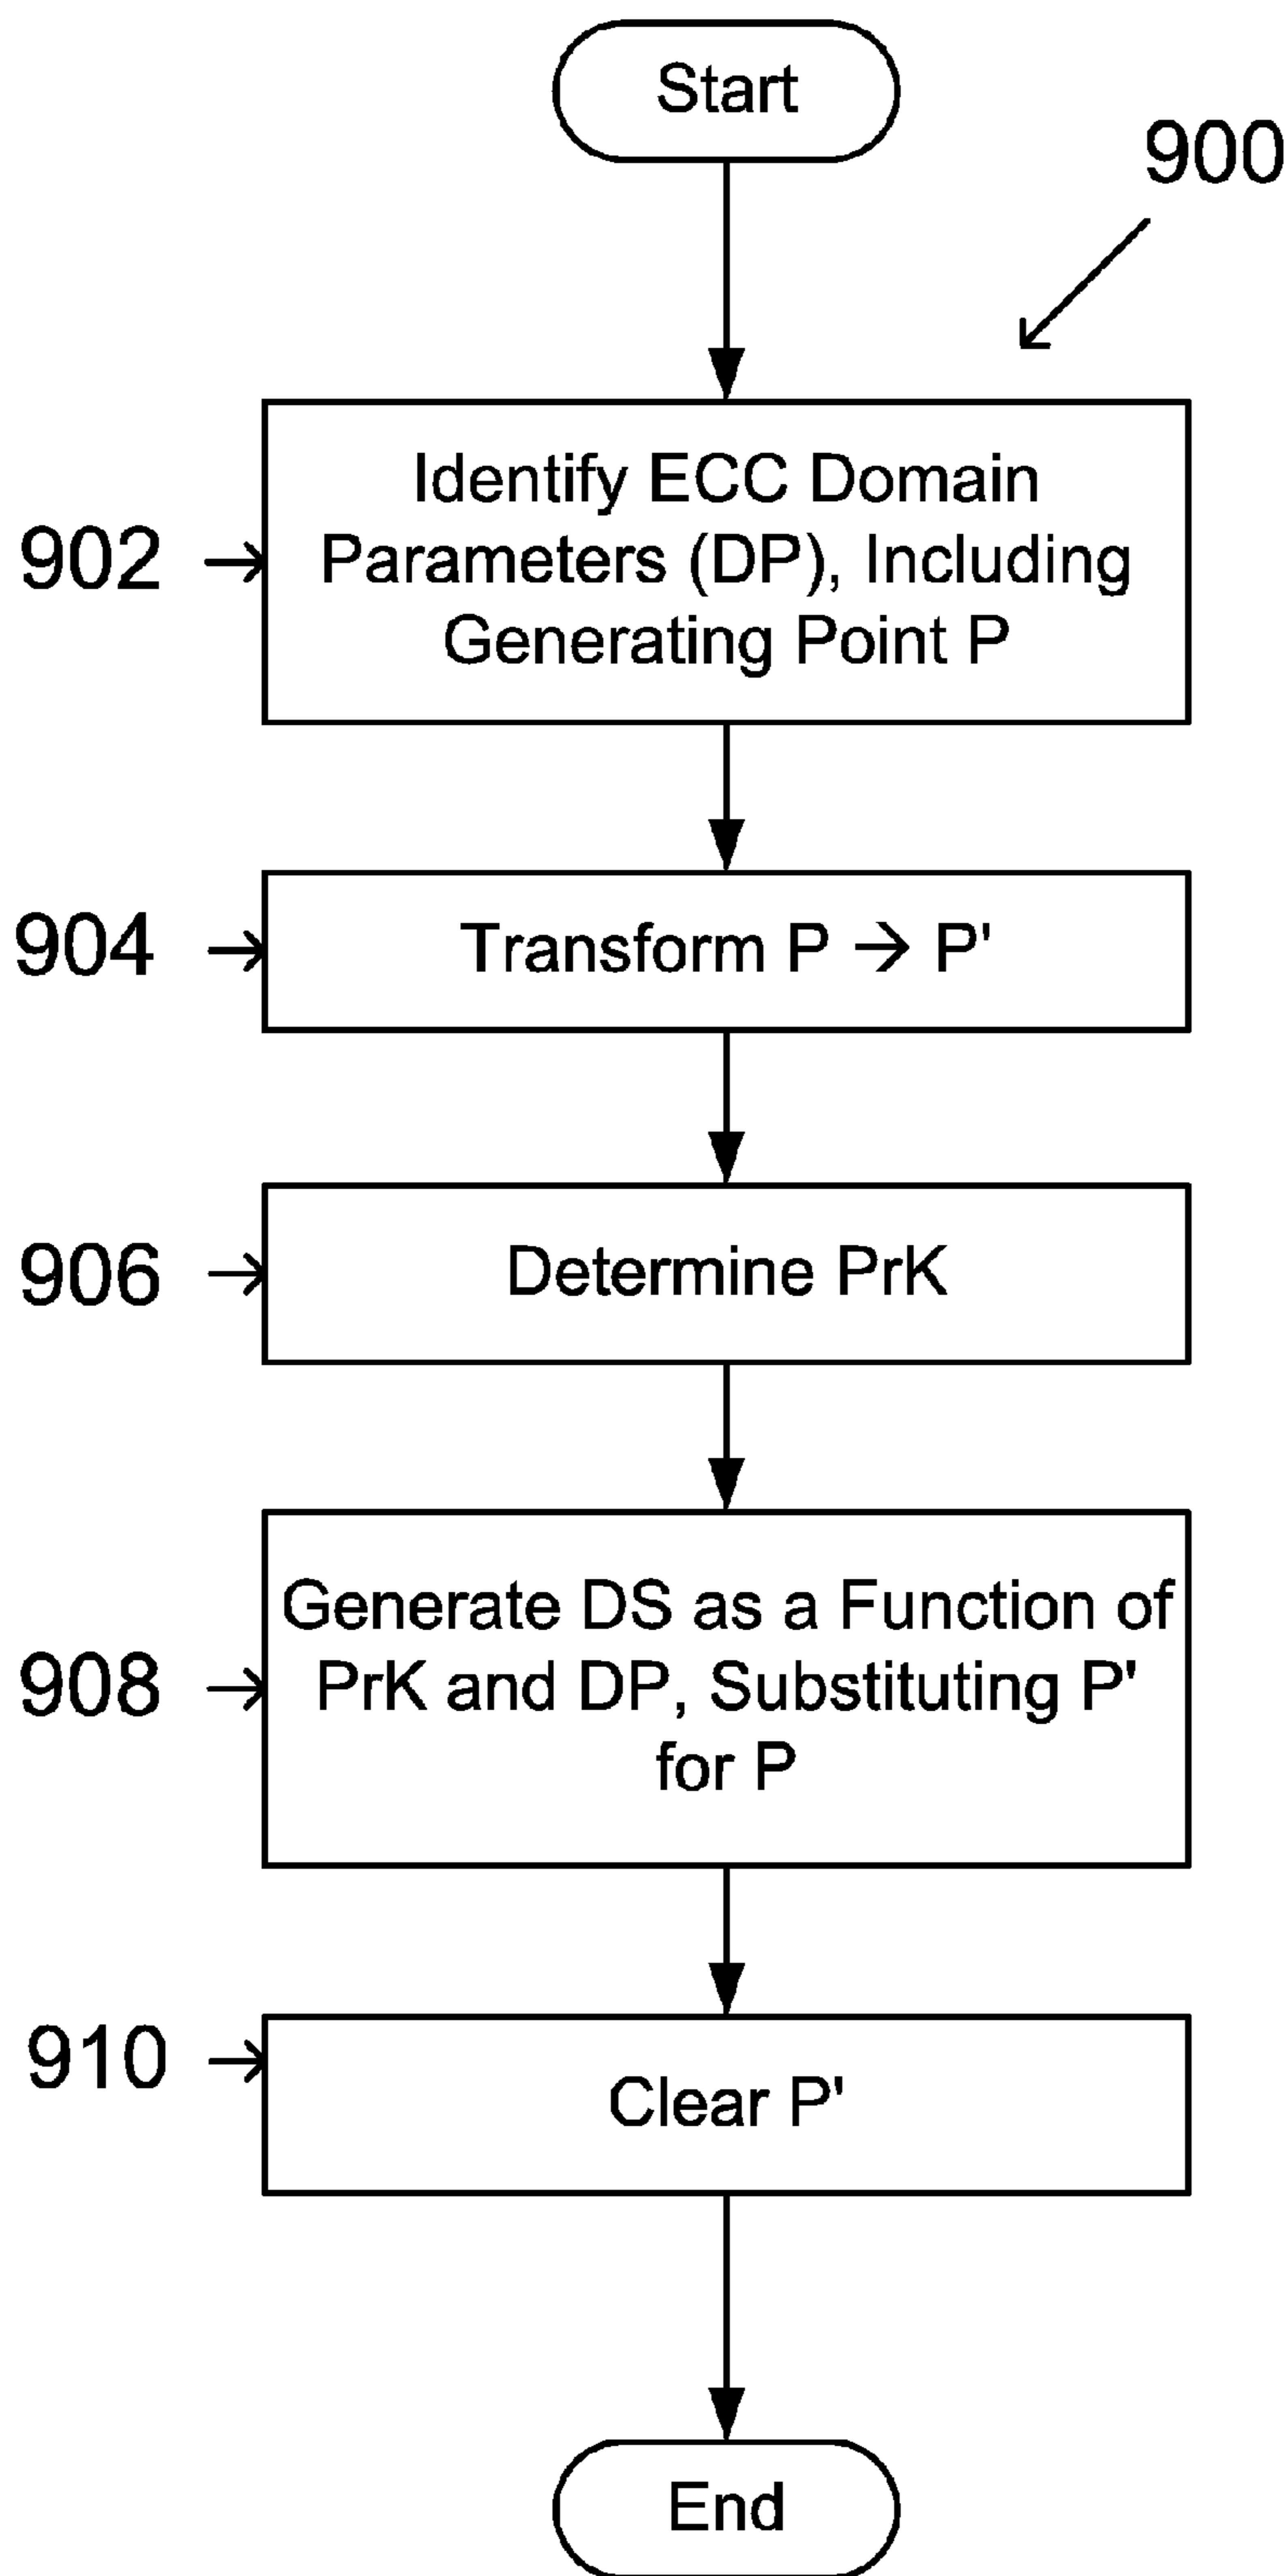 Start
900
902
Identify ECC Domain
Parameters (DP), Including
Generating Point P
904
Transform P → P'
906
Determine PrK
908
Generate DS as a Function of
PrK and DP, Substituting P'
for P
910
Clear P'
End